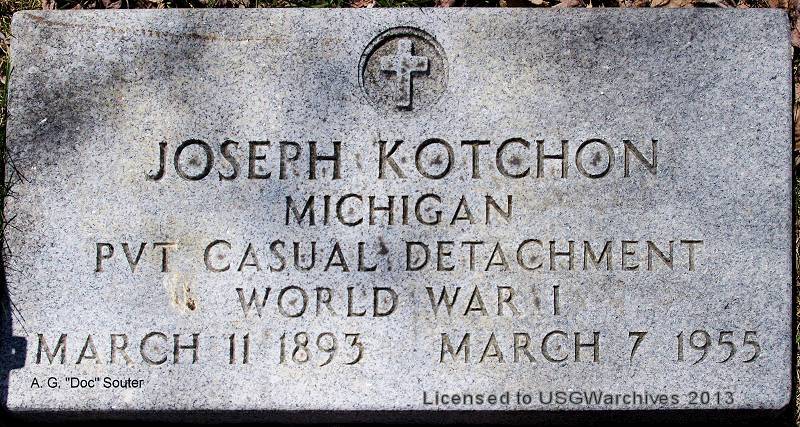 JOSEPH KOTCHON
MICHIGAN
PVT CASUAL DETACHMENT
WORLD WAR I
MARCH 11 1893 MARCH 7 1955
A. G, "Doc" Souter
Licensed to USGWarchives 2013